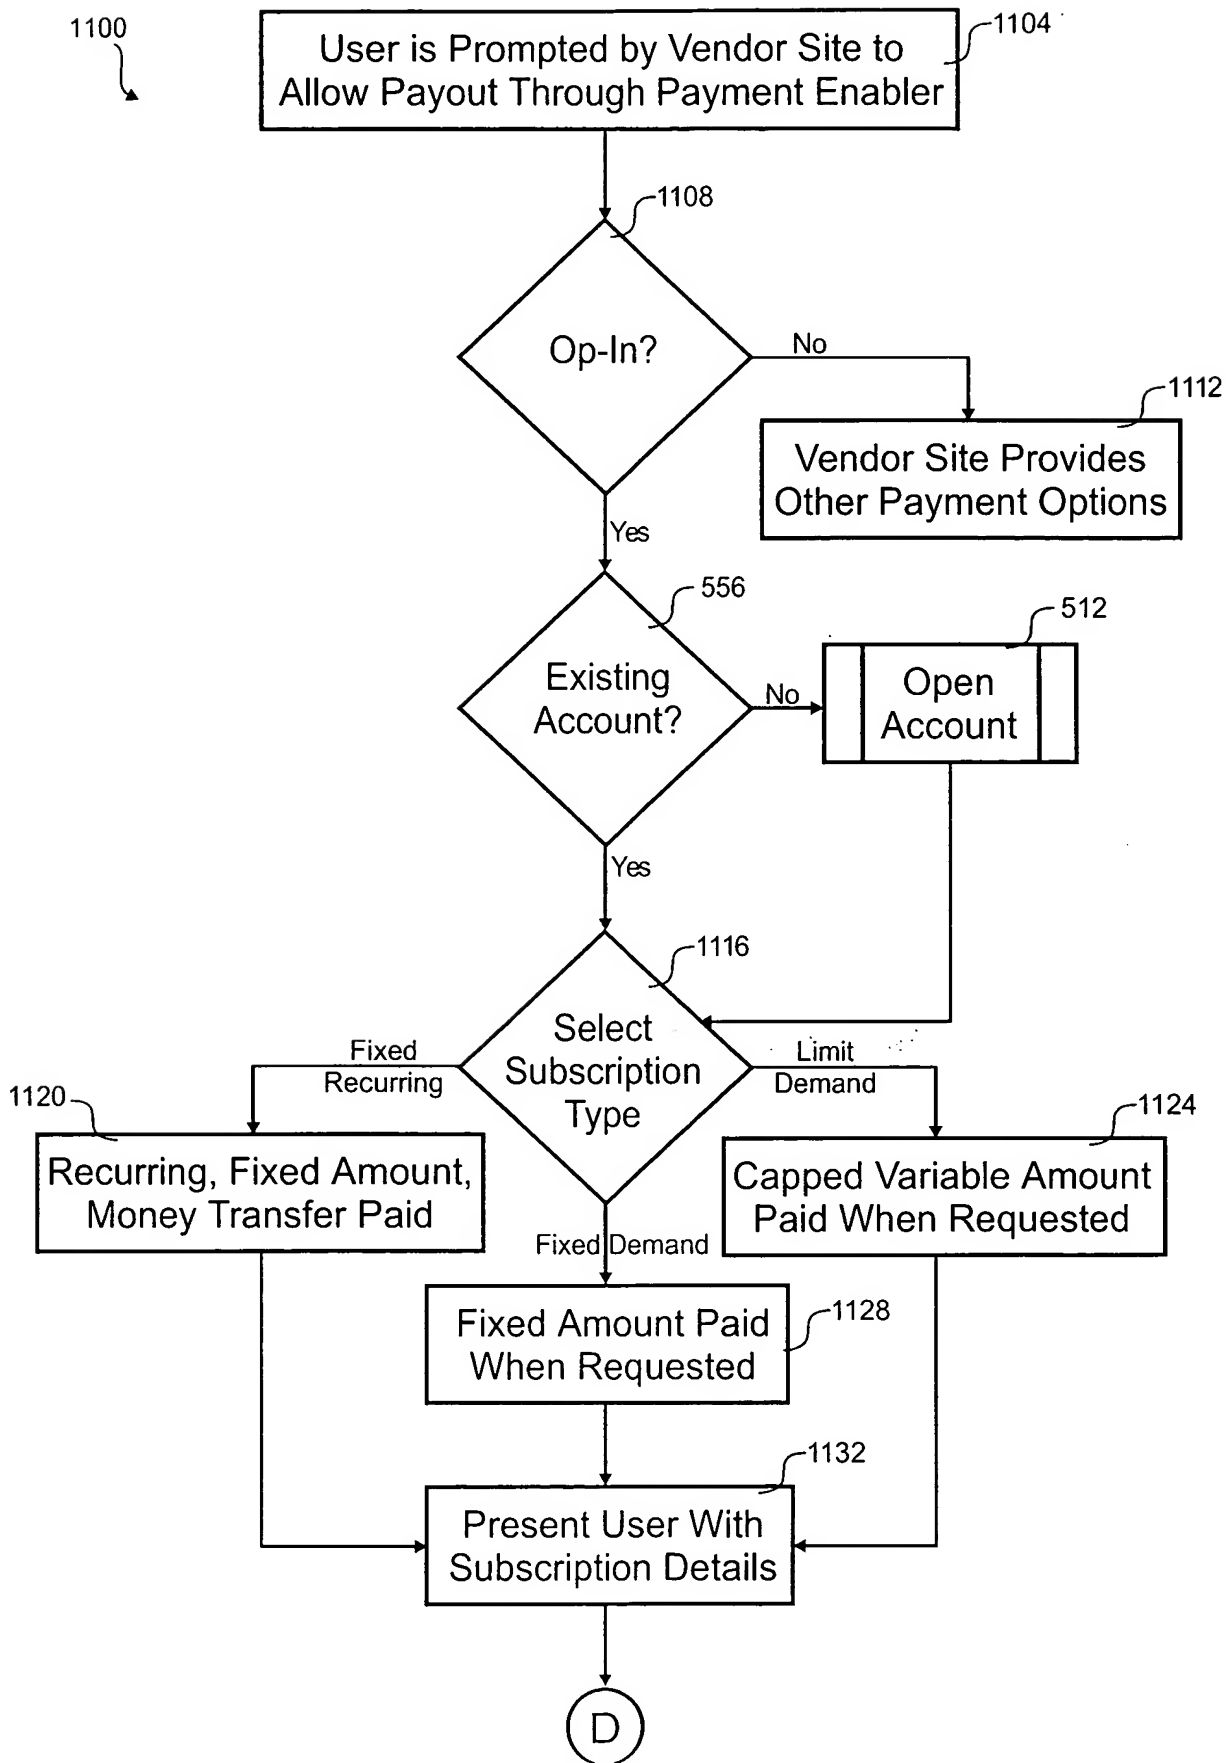 1100
1104
User is Prompted by Vendor Site to
Allow Payout Through Payment Enabler
1108
Op-In?
No
1112
Vendor Site Provides
Other Payment Options
Yes
556
512
Existing
Account?
No
Open
Account
Yes
1116
Select
Subscription
Type
Fixed
Recurring
Limit
Demand
1120
1124
Recurring, Fixed Amount,
Money Transfer Paid
Capped Variable Amount
Paid When Requested
Fixed Demand
1128
Fixed Amount Paid
When Requested
1132
Present User With
Subscription Details
D